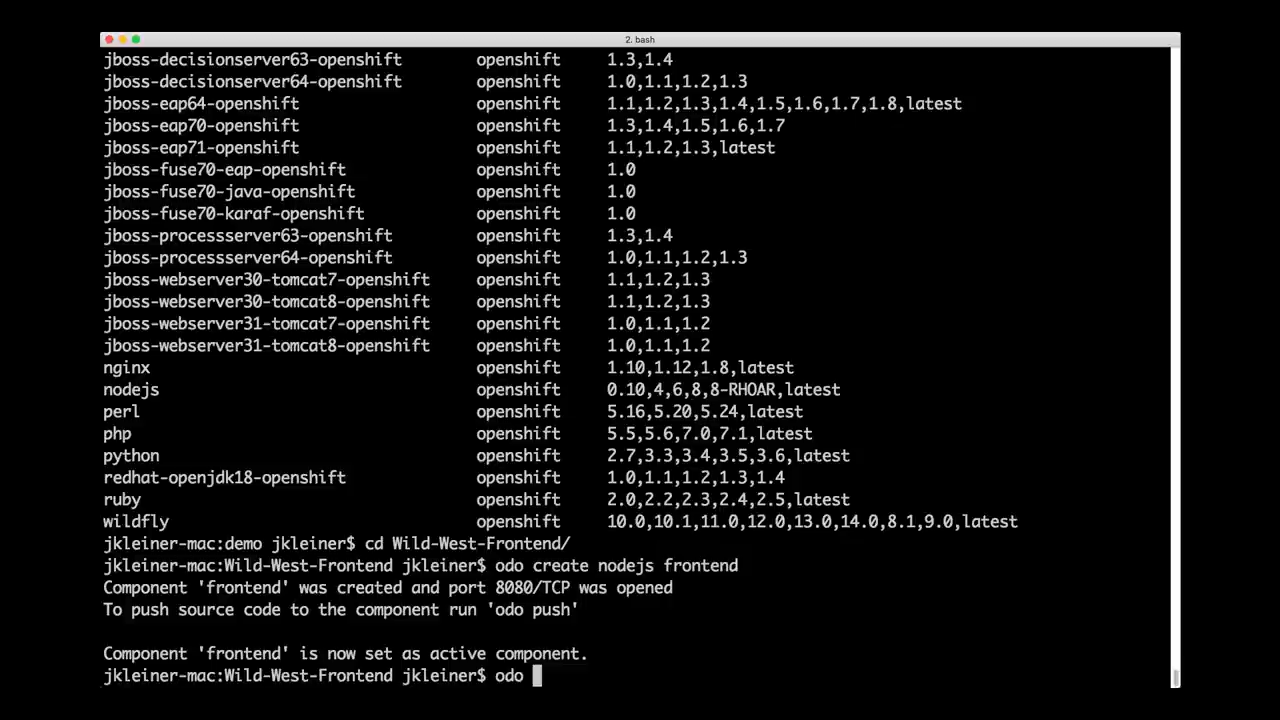 2. bash
jboss-decisionserver63-openshift openshift 1.3,1.4
jboss-decisionserver64-openshift openshift 1.0,1.1,1.2,1.3
jboss-eap64-openshift openshift 1.1,1.2,1.3,1.4,1.5,1.6,1.7,1.8,latest
jboss-eap70-openshift openshift 1.3,1.4,1.5,1.6,1.7
jboss-eap71-openshift openshift 1.1,1.2,1.3,latest
jboss-fuse70-eap-openshift openshift 1.0
jboss-fuse70-java-openshift openshift 1.0
jboss-fuse70-karaf-openshift openshift 1.0
jboss-processserver63-openshift openshift 1.3,1.4
jboss-processserver64-openshift openshift 1.0,1.1,1.2,1.3
jboss-webserver30-tomcat7-openshift openshift 1.1,1.2,1.3
jboss-webserver30-tomcat8-openshift openshift 1.1,1.2,1.3
jboss-webserver31-tomcat7-openshift openshift 1.0,1.1,1.2
jboss-webserver31-tomcat8-openshift openshift 1.0,1.1,1.2
nginx openshift 1.10,1.12,1.8,latest
nodejs openshift 0.10,4,6,8,8-RHOAR,latest
perl openshift 5.16,5.20,5.24,latest
php openshift 5.5,5.6,7.0,7.1,latest
python openshift 2.7,3.3,3.4,3.5,3.6,latest
redhat-openjdk18-openshift openshift 1.0,1.1,1.2,1.3,1.4
ruby openshift 2.0,2.2,2.3,2.4,2.5,latest
wildfly openshift 10.0,10.1,11.0,12.0,13.0,14.0,8.1,9.0,latest
jkleiner-mac:demo jkleiner$ cd Wild-West-Frontend/
jkleiner-mac:Wild-West-Frontend jkleiner$ odo create nodejs frontend
Component 'frontend' was created and port 8080/TCP was opened
To push source code to the component run 'odo push'
Component 'frontend' is now set as active component.
jkleiner-mac:Wild-West-Frontend jkleiner$ odo